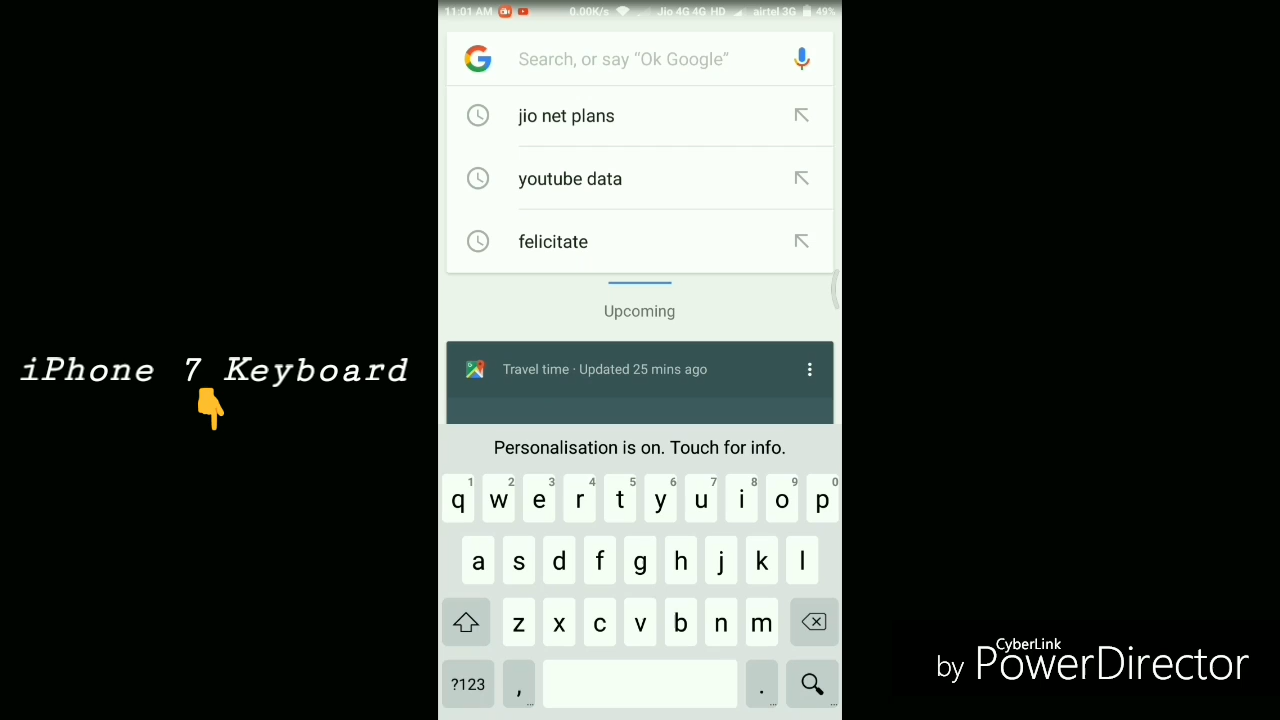 11:01 AM 0.00K/s Jio 4G 4G HD airtel 3G 49%
Search, or say “Ok Google”
jio net plans
youtube data
felicitate
Upcoming
Travel time · Updated 25 mins ago
iPhone 7 Keyboard
Personalisation is on. Touch for info.
1 2 3 4 5 6 7 8 9 0
q w e r t y u i o p
a s d f g h j k l
z x c v b n m
?123 , .
CyberLink
by PowerDirector